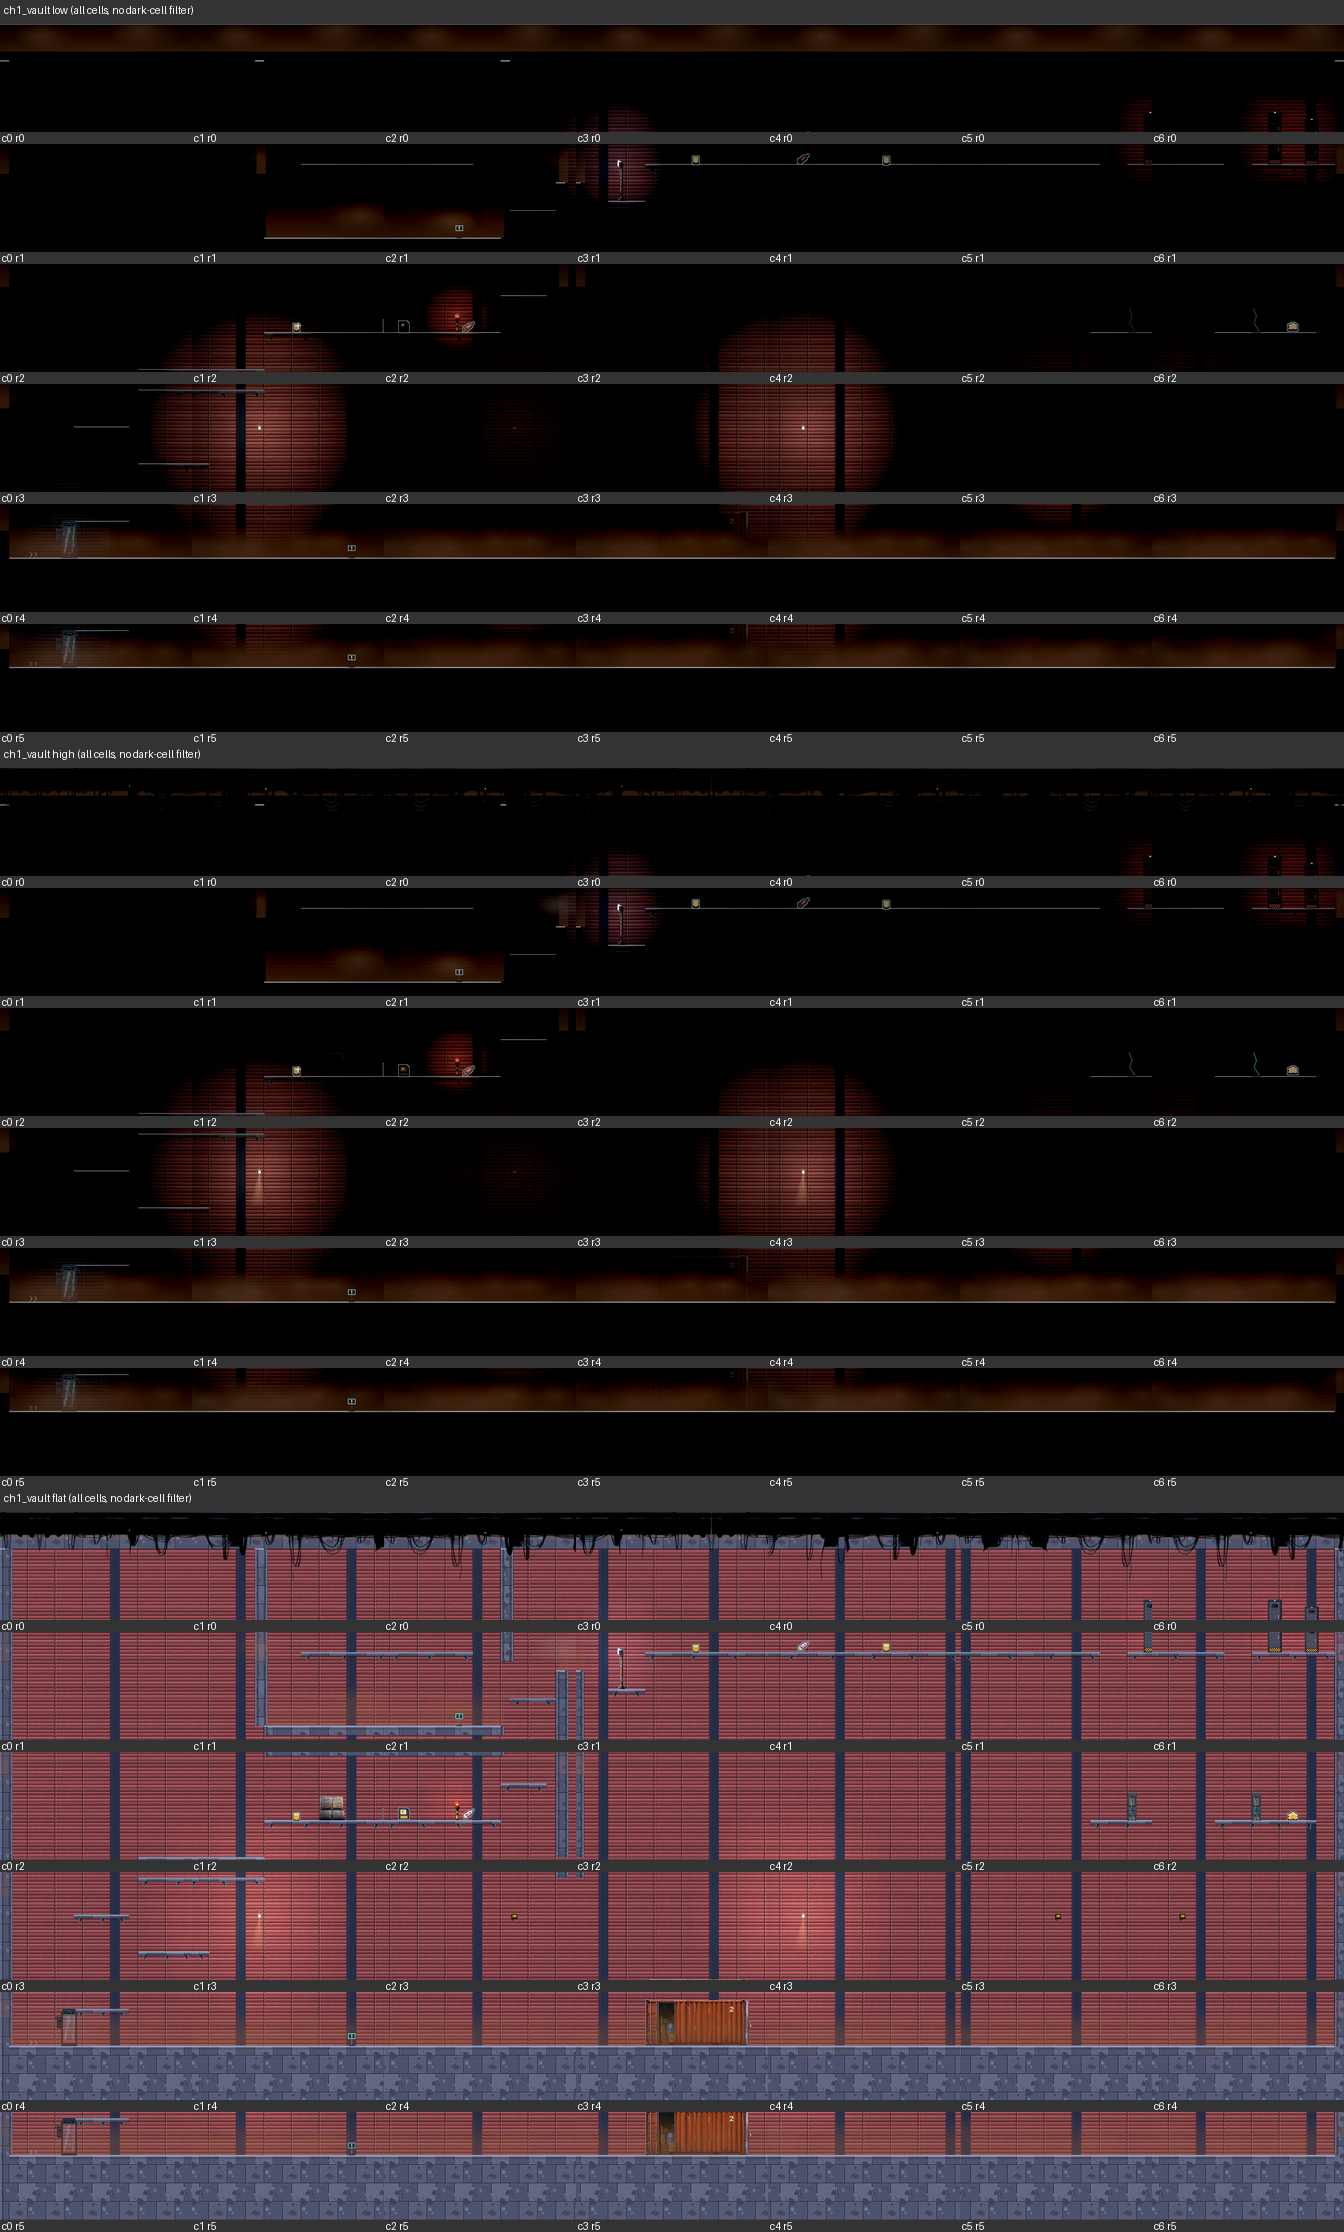 ch1_vault low (all cells, no dark-cell filter)
c0 r0 c1 r0 c2 r0 c3 r0 c4 r0 c5 r0 c6 r0
c0 r1 c1 r1 c2 r1 c3 r1 c4 r1 c5 r1 c6 r1
c0 r2 c1 r2 c2 r2 c3 r2 c4 r2 c5 r2 c6 r2
c0 r3 c1 r3 c2 r3 c3 r3 c4 r3 c5 r3 c6 r3
2
c0 r4 c1 r4 c2 r4 c3 r4 c4 r4 c5 r4 c6 r4
c0 r5 c1 r5 c2 r5 c3 r5 c4 r5 c5 r5 c6 r5
ch1_vault high (all cells, no dark-cell filter)
c0 r0 c1 r0 c2 r0 c3 r0 c4 r0 c5 r0 c6 r0
c0 r1 c1 r1 c2 r1 c3 r1 c4 r1 c5 r1 c6 r1
c0 r2 c1 r2 c2 r2 c3 r2 c4 r2 c5 r2 c6 r2
c0 r3 c1 r3 c2 r3 c3 r3 c4 r3 c5 r3 c6 r3
2
c0 r4 c1 r4 c2 r4 c3 r4 c4 r4 c5 r4 c6 r4
c0 r5 c1 r5 c2 r5 c3 r5 c4 r5 c5 r5 c6 r5
ch1_vault flat (all cells, no dark-cell filter)
c0 r0 c1 r0 c2 r0 c3 r0 c4 r0 c5 r0 c6 r0
c0 r1 c1 r1 c2 r1 c3 r1 c4 r1 c5 r1 c6 r1
c0 r2 c1 r2 c2 r2 c3 r2 c4 r2 c5 r2 c6 r2
c0 r3 c1 r3 c2 r3 c3 r3 c4 r3 c5 r3 c6 r3
2
c0 r4 c1 r4 c2 r4 c3 r4 c4 r4 c5 r4 c6 r4
2
c0 r5 c1 r5 c2 r5 c3 r5 c4 r5 c5 r5 c6 r5